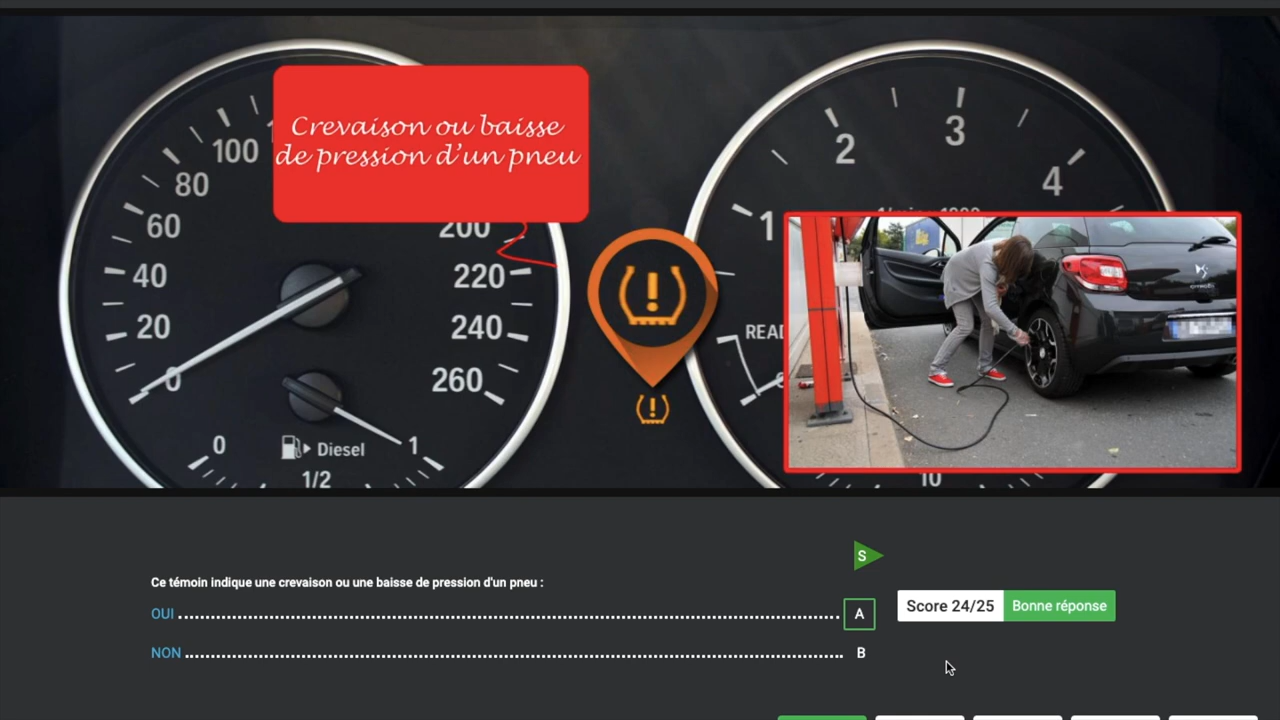 Crevaison ou baisse
de pression d'un pneu
100
80
60
40
20
0
200
220
240
260
0
1/2
1
Diesel
1
2
3
4
READ
10
Ce témoin indique une crevaison ou une baisse de pression d'un pneu :
S
OUI
A
NON
B
Score 24/25
Bonne réponse